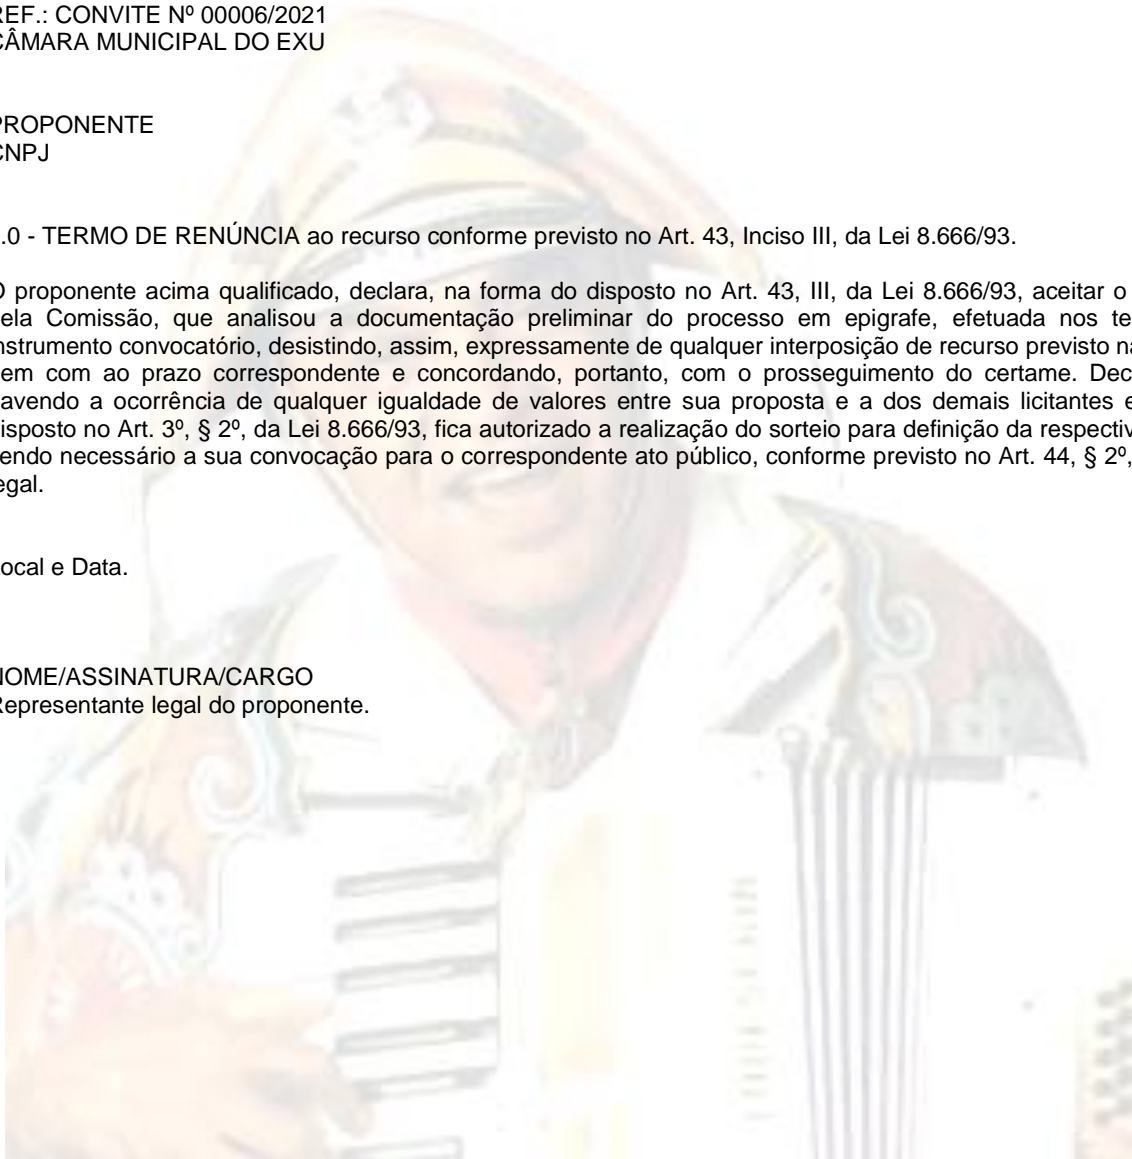 REF.: CONVITE Nº 00006/2021
CÂMARA MUNICIPAL DO EXU
PROPONENTE
CNPJ
.0 - TERMO DE RENÚNCIA ao recurso conforme previsto no Art. 43, Inciso III, da Lei 8.666/93.
O proponente acima qualificado, declara, na forma do disposto no Art. 43, III, da Lei 8.666/93, aceitar o
ela Comissão, que analisou a documentação preliminar do processo em epigrafe, efetuada nos te
nstrumento convocatório, desistindo, assim, expressamente de qualquer interposição de recurso previsto na
em com ao prazo correspondente e concordando, portanto, com o prosseguimento do certame. Dec
avendo a ocorrência de qualquer igualdade de valores entre sua proposta e a dos demais licitantes e
isposto no Art. 3º, § 2º, da Lei 8.666/93, fica autorizado a realização do sorteio para definição da respectiv
endo necessário a sua convocação para o correspondente ato público, conforme previsto no Art. 44, § 2º,
egal.
Local e Data.
NOME/ASSINATURA/CARGO
Representante legal do proponente.